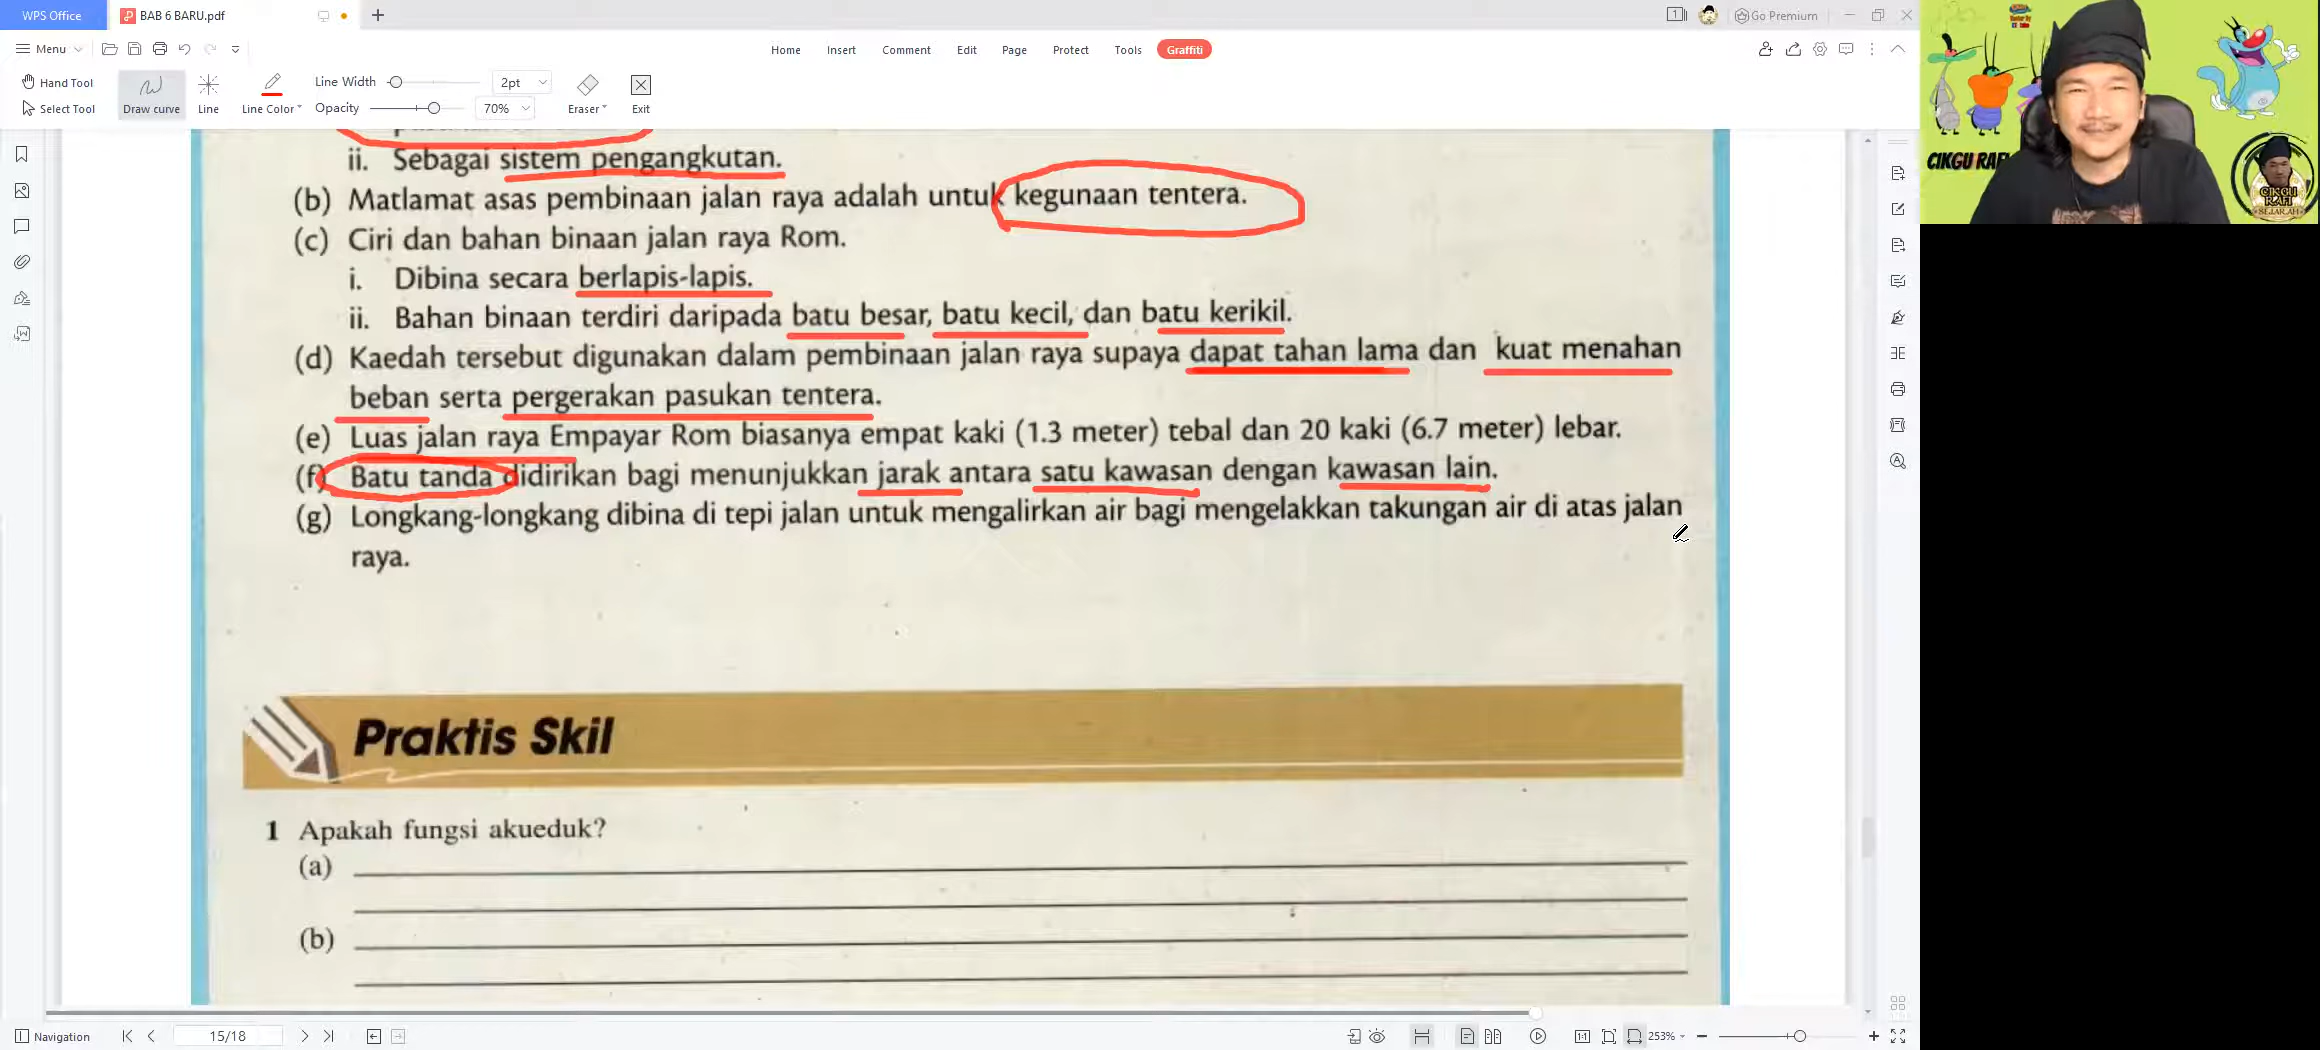 WPS Office
BAB 6 BARU.pdf
Go Premium
Menu
Home Insert Comment Edit Page Protect Tools Graffiti
Hand Tool
Select Tool
Draw curve
Line
Line Color
Line Width 2pt
Opacity 70%
Eraser
Exit
ii. Sebagai sistem pengangkutan.
(b) Matlamat asas pembinaan jalan raya adalah untuk kegunaan tentera.
(c) Ciri dan bahan binaan jalan raya Rom.
i. Dibina secara berlapis-lapis.
ii. Bahan binaan terdiri daripada batu besar, batu kecil, dan batu kerikil.
(d) Kaedah tersebut digunakan dalam pembinaan jalan raya supaya dapat tahan lama dan kuat menahan
beban serta pergerakan pasukan tentera.
(e) Luas jalan raya Empayar Rom biasanya empat kaki (1.3 meter) tebal dan 20 kaki (6.7 meter) lebar.
(f) Batu tanda didirikan bagi menunjukkan jarak antara satu kawasan dengan kawasan lain.
(g) Longkang-longkang dibina di tepi jalan untuk mengalirkan air bagi mengelakkan takungan air di atas jalan
raya.
Praktis Skil
1 Apakah fungsi akueduk?
(a)
(b)
Navigation
15/18
253%
CIKGU RAFI
CIKGU
RAFI
SEJARAH